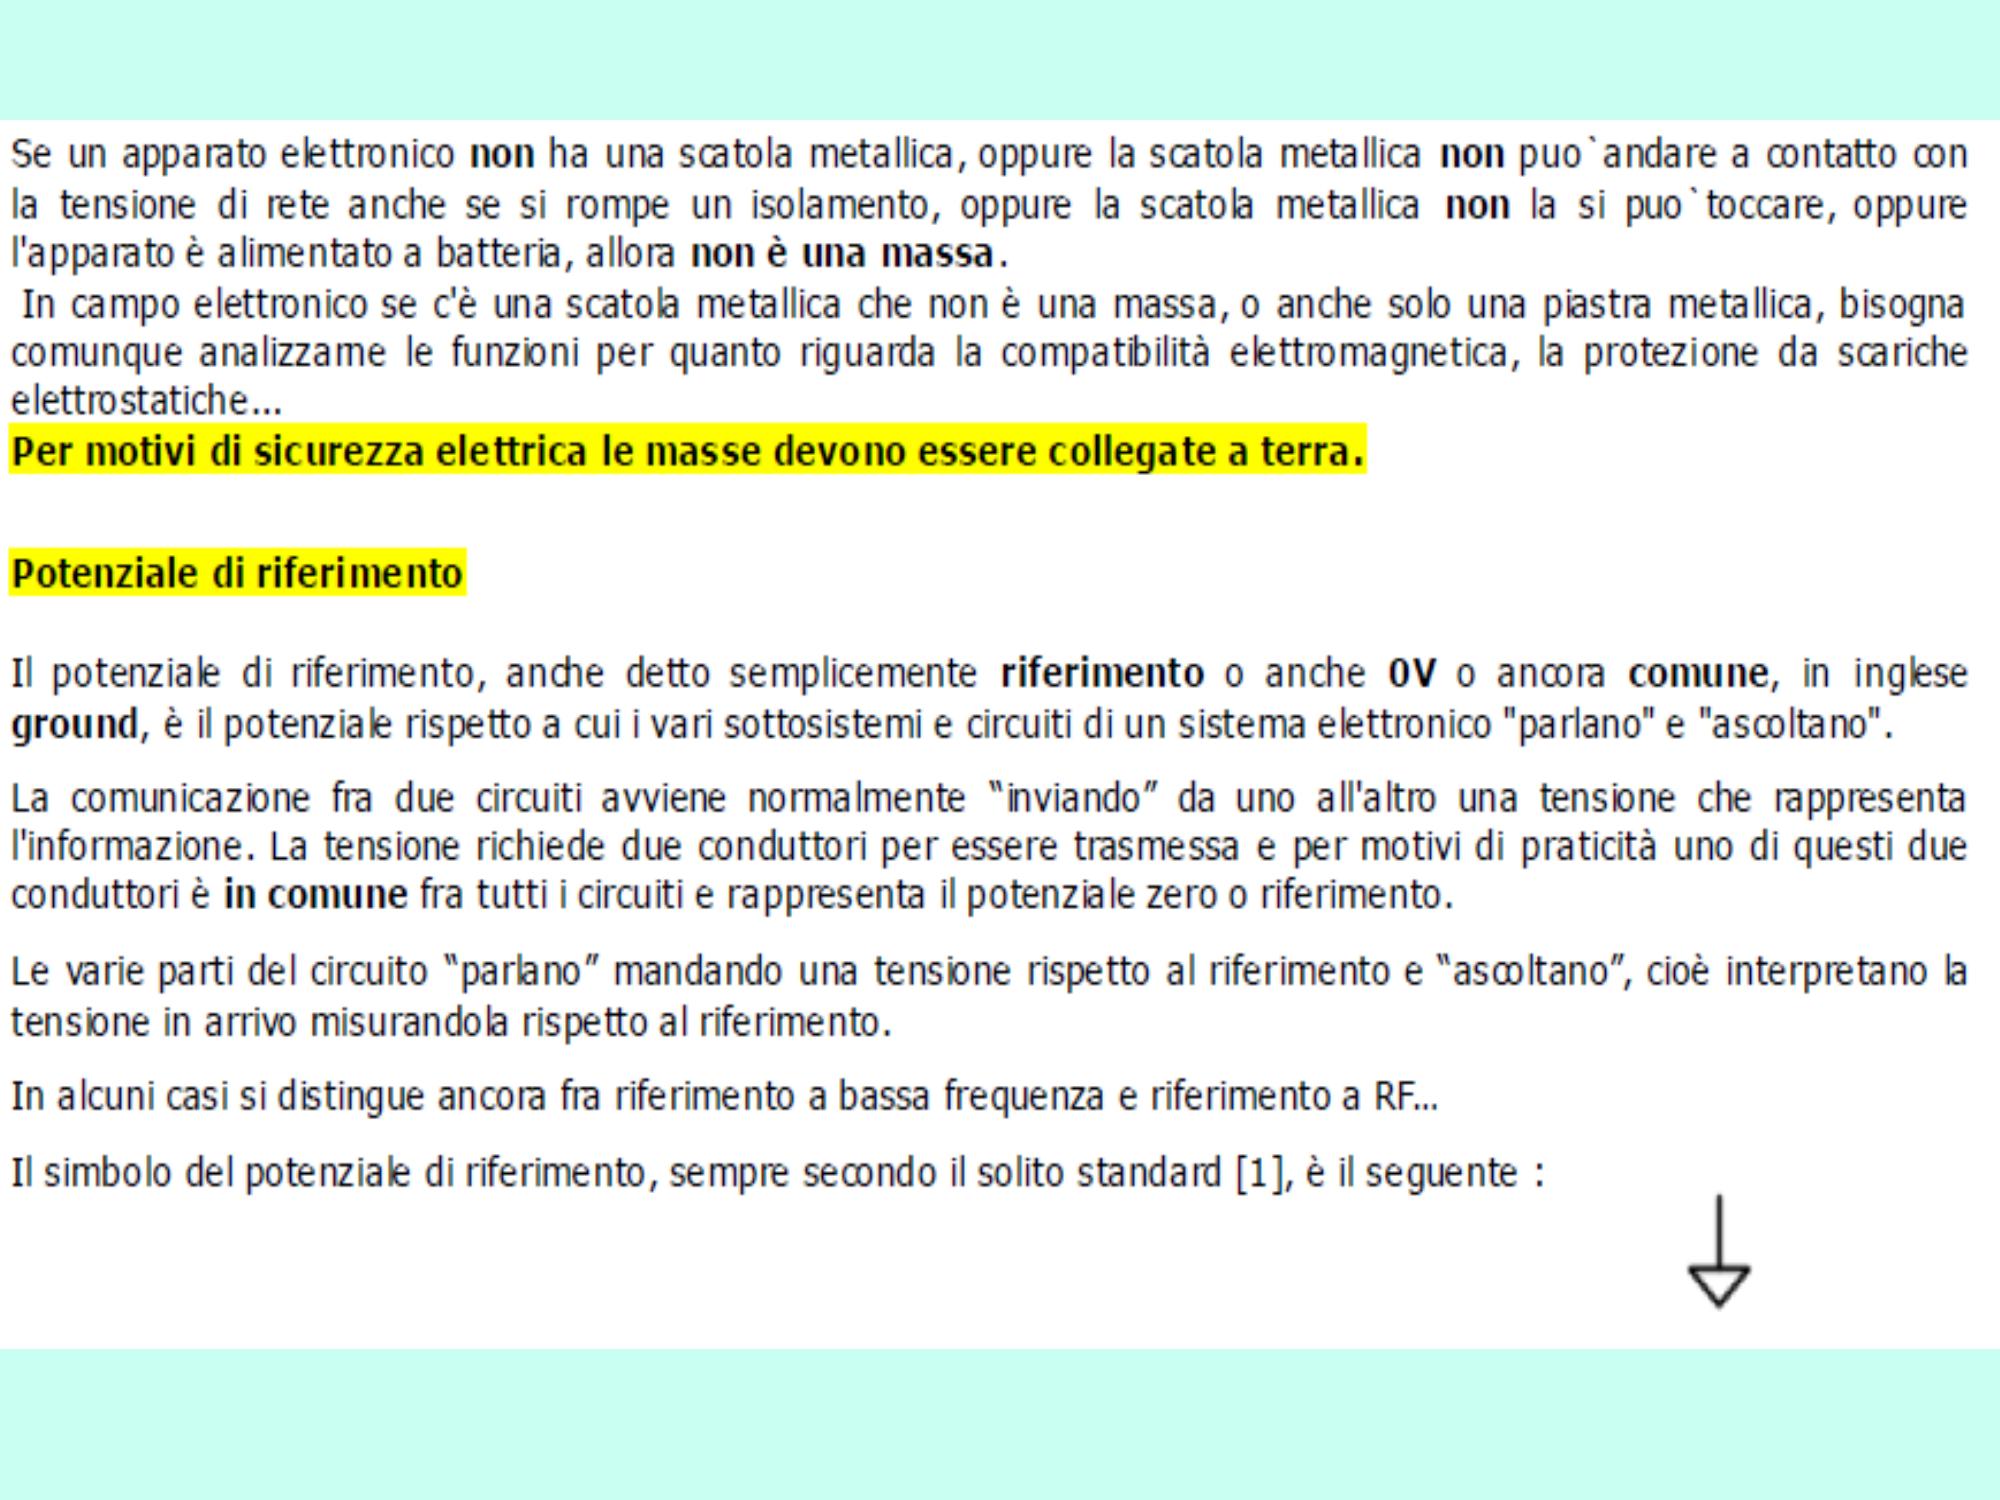 Se un apparato elettronico non ha una scatola metallica, oppure la scatola metallica non puo`andare a contatto con
la tensione di rete anche se si rompe un isolamento, oppure la scatola metallica non la si puo`toccare, oppure
l'apparato è alimentato a batteria, allora non è una massa.
In campo elettronico se c'è una scatola metallica che non è una massa, o anche solo una piastra metallica, bisogna
comunque analizzarne le funzioni per quanto riguarda la compatibilità elettromagnetica, la protezione da scariche
elettrostatiche...
Per motivi di sicurezza elettrica le masse devono essere collegate a terra.
Potenziale di riferimento
Il potenziale di riferimento, anche detto semplicemente riferimento o anche 0V o ancora comune, in inglese
ground, è il potenziale rispetto a cui i vari sottosistemi e circuiti di un sistema elettronico "parlano" e "ascoltano".
La comunicazione fra due circuiti avviene normalmente “inviando” da uno all'altro una tensione che rappresenta
l'informazione. La tensione richiede due conduttori per essere trasmessa e per motivi di praticità uno di questi due
conduttori è in comune fra tutti i circuiti e rappresenta il potenziale zero o riferimento.
Le varie parti del circuito “parlano” mandando una tensione rispetto al riferimento e “ascoltano”, cioè interpretano la
tensione in arrivo misurandola rispetto al riferimento.
In alcuni casi si distingue ancora fra riferimento a bassa frequenza e riferimento a RF...
Il simbolo del potenziale di riferimento, sempre secondo il solito standard [1], è il seguente :